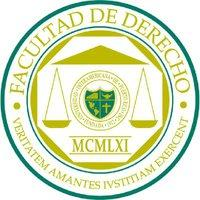 • FACULTAD DE DERECHO •
MCMLXI
VERITATEM AMANTES IVSTITIAM EXERCENT